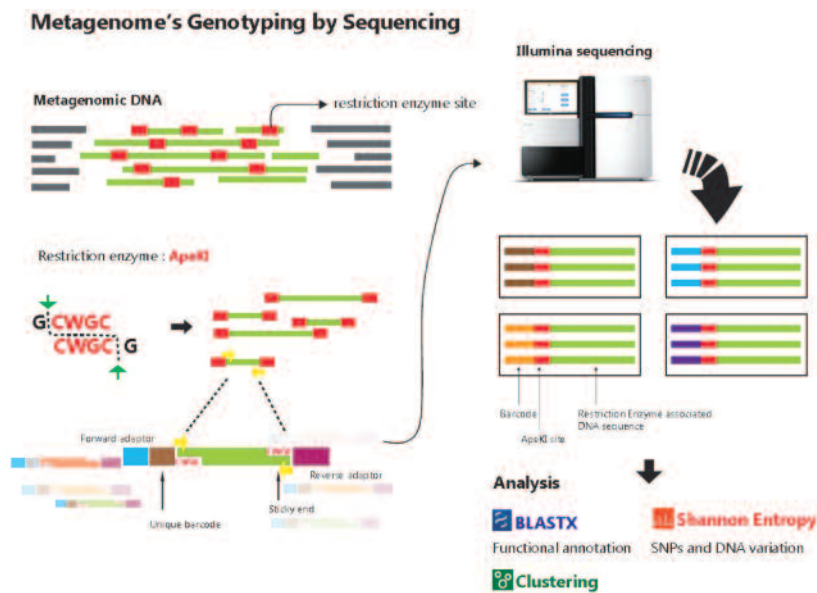 Metagenome's Genotyping by Sequencing
Metagenomic DNA
restriction enzyme site
Restriction enzyme : ApeKI
G CWGC
CWGC G
Forward adaptor
CWGC
CWGC
Reverse adaptor
Unique barcode
Sticky end
Illumina sequencing
Barcode
ApeKI site
Restriction Enzyme associated
DNA sequence
Analysis
BLASTX
Functional annotation
Shannon Entropy
SNPs and DNA variation
Clustering